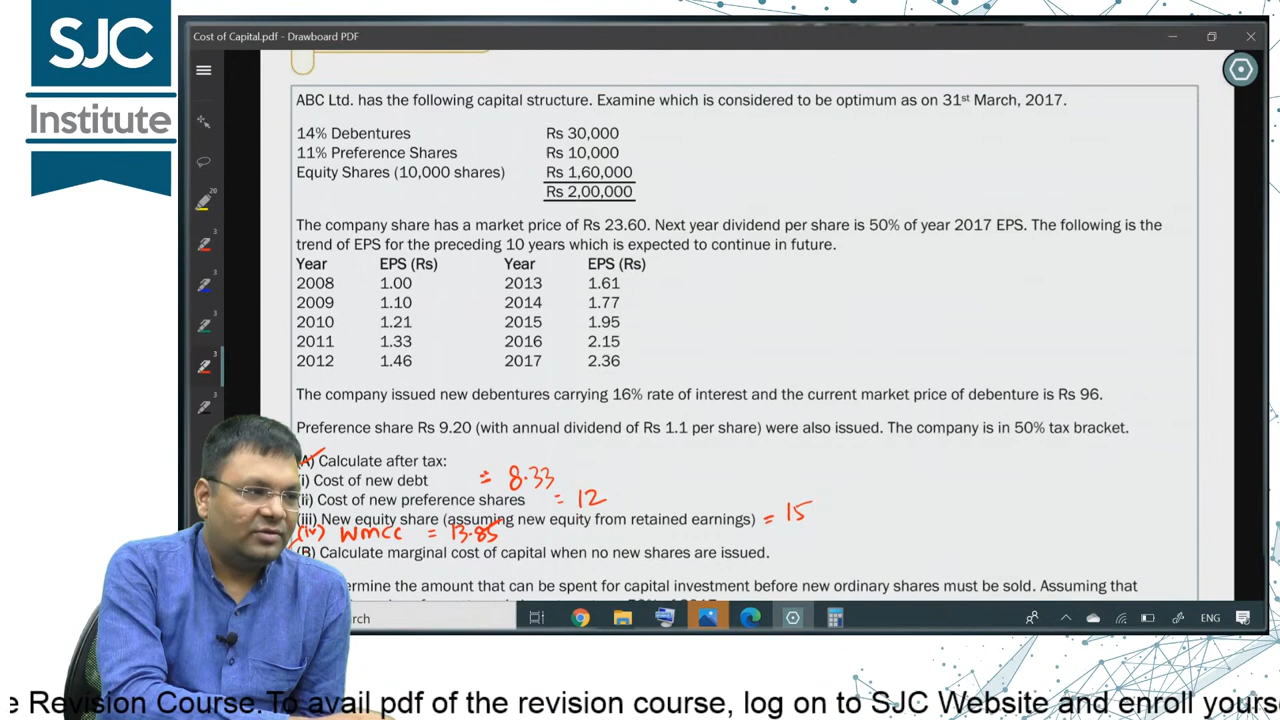 SJC
Institute
Cost of Capital.pdf - Drawboard PDF
ABC Ltd. has the following capital structure. Examine which is considered to be optimum as on 31st March, 2017.
14% Debentures Rs 30,000
11% Preference Shares Rs 10,000
Equity Shares (10,000 shares) Rs 1,60,000
Rs 2,00,000
The company share has a market price of Rs 23.60. Next year dividend per share is 50% of year 2017 EPS. The following is the
trend of EPS for the preceding 10 years which is expected to continue in future.
Year EPS (Rs) Year EPS (Rs)
2008 1.00 2013 1.61
2009 1.10 2014 1.77
2010 1.21 2015 1.95
2011 1.33 2016 2.15
2012 1.46 2017 2.36
The company issued new debentures carrying 16% rate of interest and the current market price of debenture is Rs 96.
Preference share Rs 9.20 (with annual dividend of Rs 1.1 per share) were also issued. The company is in 50% tax bracket.
(A) Calculate after tax:
(i) Cost of new debt = 8.33
(ii) Cost of new preference shares = 12
(iii) New equity share (assuming new equity from retained earnings) = 15
(iv) WMCC = 13.85
(B) Calculate marginal cost of capital when no new shares are issued.
ermine the amount that can be spent for capital investment before new ordinary shares must be sold. Assuming that
20
3
3
3
3
3
arch
ENG
e Revision Course.To avail pdf of the revision course, log on to SJC Website and enroll yours